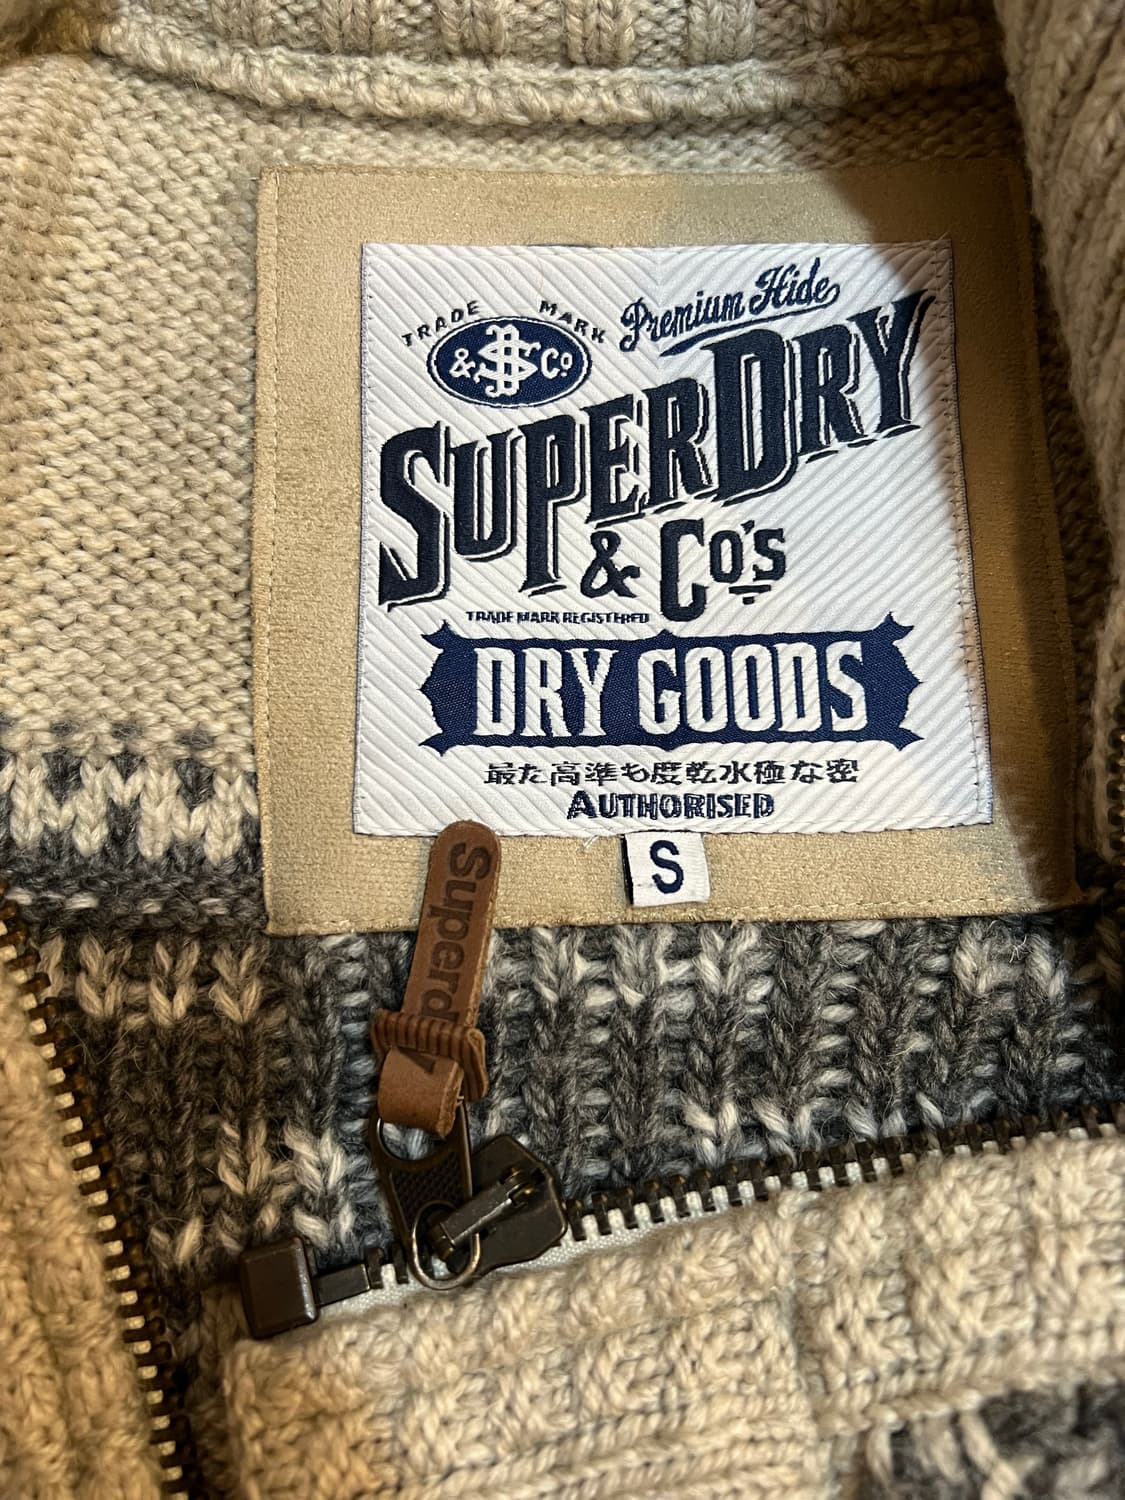 TRADE MARK
& S Co
Premium Hide
SUPERDRY
& Co's
TRADE MARK REGISTERED
DRY GOODS
最た高準も度乾水極な密
AUTHORISED
S
Superdry